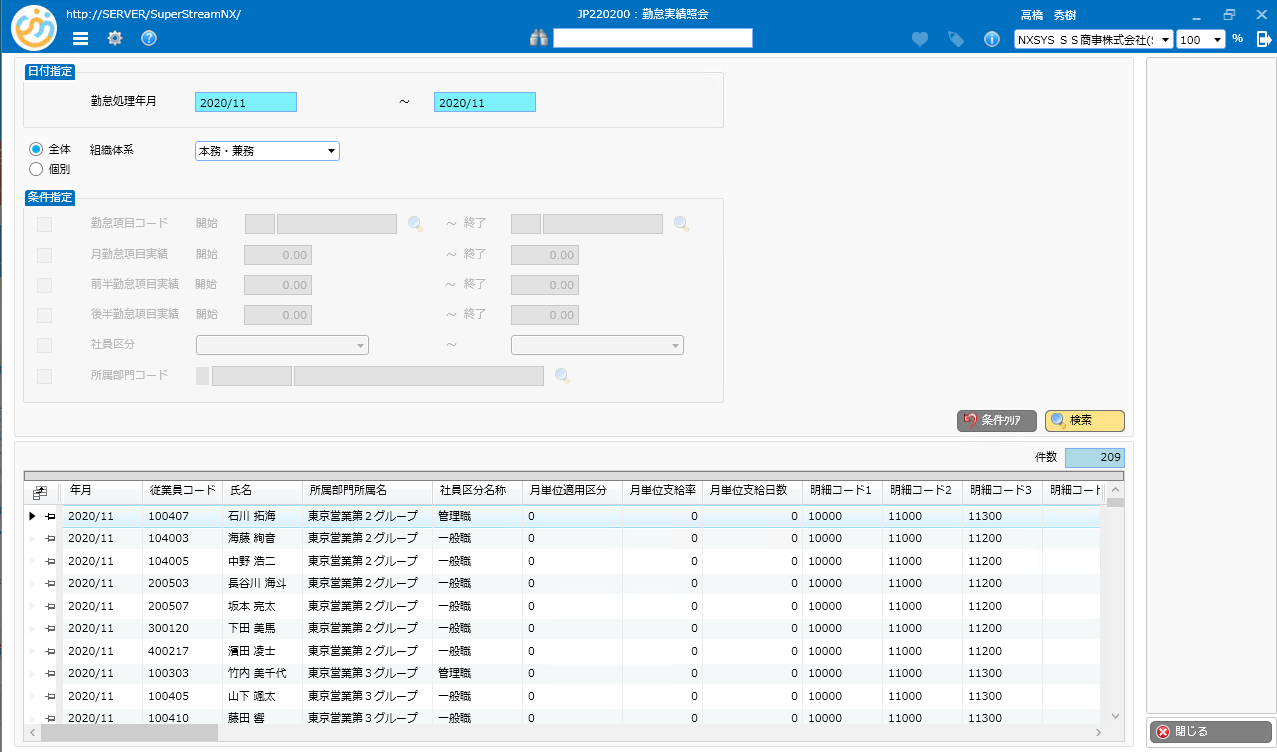 http://SERVER/SuperStreamNX/
JP220200：勤怠実績照会
高橋　秀樹
NXSYS ＳＳ商事株式会社(
100
%
日付指定
勤怠処理年月 2020/11 ～ 2020/11
全体 組織体系 本務・兼務
個別
条件指定
勤怠項目コード 開始 ～ 終了
月勤怠項目実績 開始 0.00 ～ 終了 0.00
前半勤怠項目実績 開始 0.00 ～ 終了 0.00
後半勤怠項目実績 開始 0.00 ～ 終了 0.00
社員区分 ～
所属部門コード
条件ｸﾘｱ 検索
件数 209
年月 従業員コード 氏名 所属部門所属名 社員区分名称 月単位適用区分 月単位支給率 月単位支給日数 明細コード1 明細コード2 明細コード3 明細コード
2020/11 100407 石川 拓海 東京営業第２グループ 管理職 0 0 0 10000 11000 11300
2020/11 104003 海藤 絢音 東京営業第２グループ 一般職 0 0 0 10000 11000 11200
2020/11 104005 中野 浩二 東京営業第２グループ 一般職 0 0 0 10000 11000 11200
2020/11 200503 長谷川 海斗 東京営業第２グループ 一般職 0 0 0 10000 11000 11200
2020/11 200507 坂本 亮太 東京営業第２グループ 一般職 0 0 0 10000 11000 11200
2020/11 300120 下田 美馬 東京営業第２グループ 一般職 0 0 0 10000 11000 11200
2020/11 400217 濱田 凌士 東京営業第２グループ 一般職 0 0 0 10000 11000 11200
2020/11 100303 竹内 美千代 東京営業第３グループ 管理職 0 0 0 10000 11000 11300
2020/11 100405 山下 颯太 東京営業第３グループ 一般職 0 0 0 10000 11000 11300
2020/11 100410 藤田 響 東京営業第３グループ 一般職 0 0 0 10000 11000 11300
閉じる